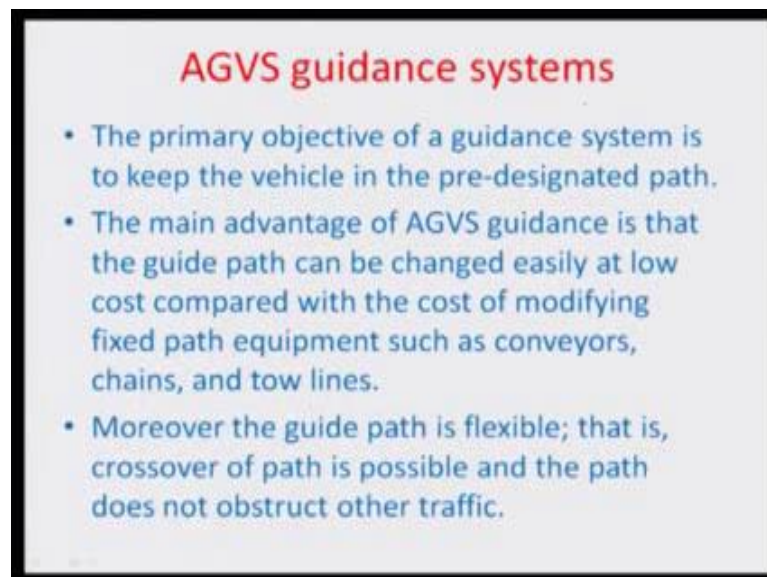 AGVS guidance systems
• The primary objective of a guidance system is
to keep the vehicle in the pre-designated path.
• The main advantage of AGVS guidance is that
the guide path can be changed easily at low
cost compared with the cost of modifying
fixed path equipment such as conveyors,
chains, and tow lines.
• Moreover the guide path is flexible; that is,
crossover of path is possible and the path
does not obstruct other traffic.